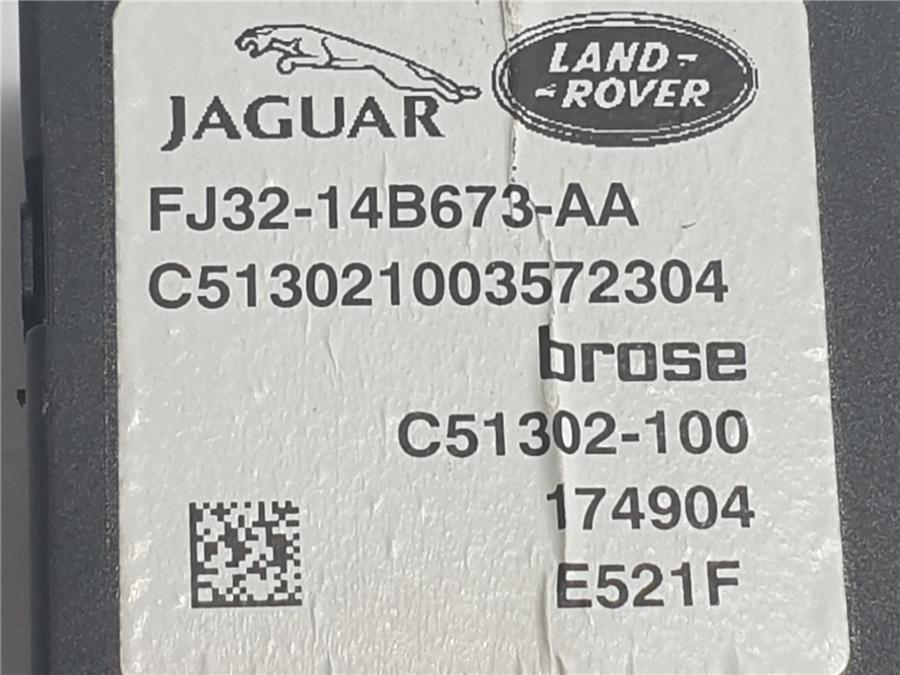 JAGUAR
LAND-
-ROVER
FJ32-14B673-AA
C513021003572304
brose
C51302-100
174904
E521F